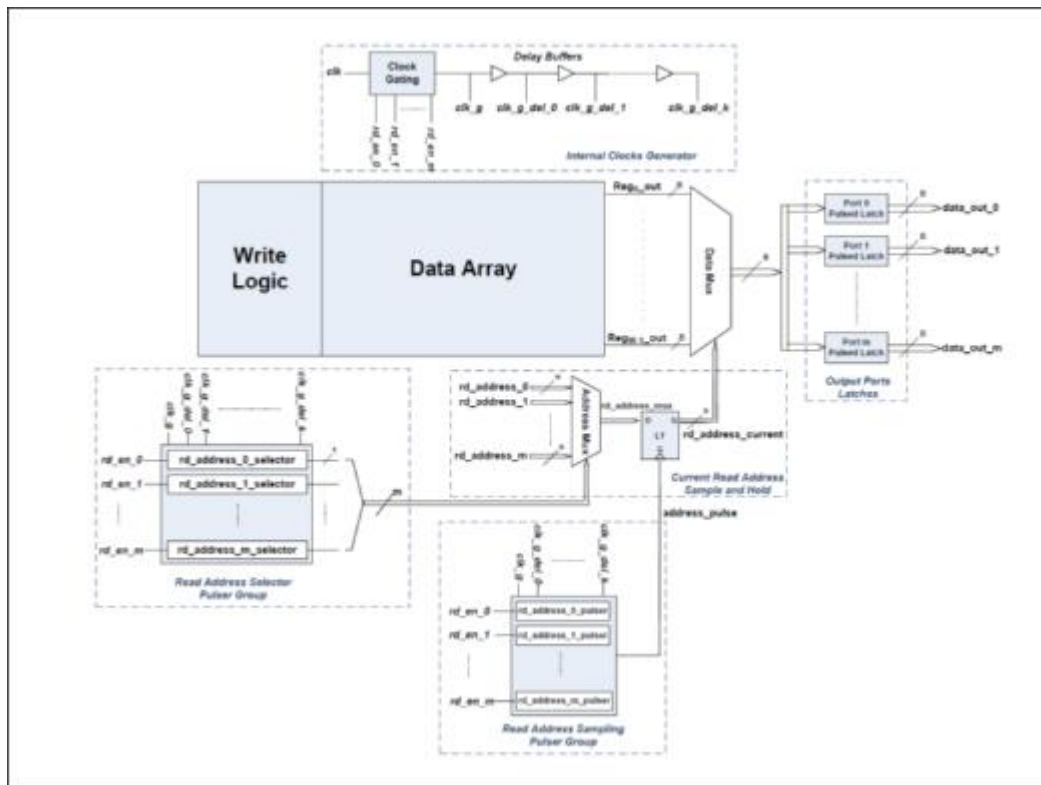 Delay Buffers
clk
Clock
Gating
clk_g
clk_g_del_0
clk_g_del_1
clk_g_del_k
rd_en_0
rd_en_1
rd_en_m
Internal Clocks Generator
Write
Logic
Data Array
Reg₀_out
n
_out
n
Data Mux
n
Port 0
Pulsed Latch
n
data_out_0
Port 1
Pulsed Latch
n
data_out_1
Port m
Pulsed Latch
n
data_out_m
Output Ports
Latches
rd_address_0
rd_address_1
rd_address_m
Address Mux
rd_address_mux
D
LT
rd_address_current
Current Read Address
Sample and Hold
address_pulse
clk_g
clk_g_del_0
clk_g_del_1
clk_g_del_k
rd_en_0
rd_address_0_selector
rd_en_1
rd_address_1_selector
rd_en_m
rd_address_m_selector
m
Read Address Selector
Pulser Group
clk_g
clk_g_del_0
clk_g_del_k
rd_en_0
rd_address_0_pulser
rd_en_1
rd_address_1_pulser
rd_en_m
rd_address_m_pulser
Read Address Sampling
Pulser Group